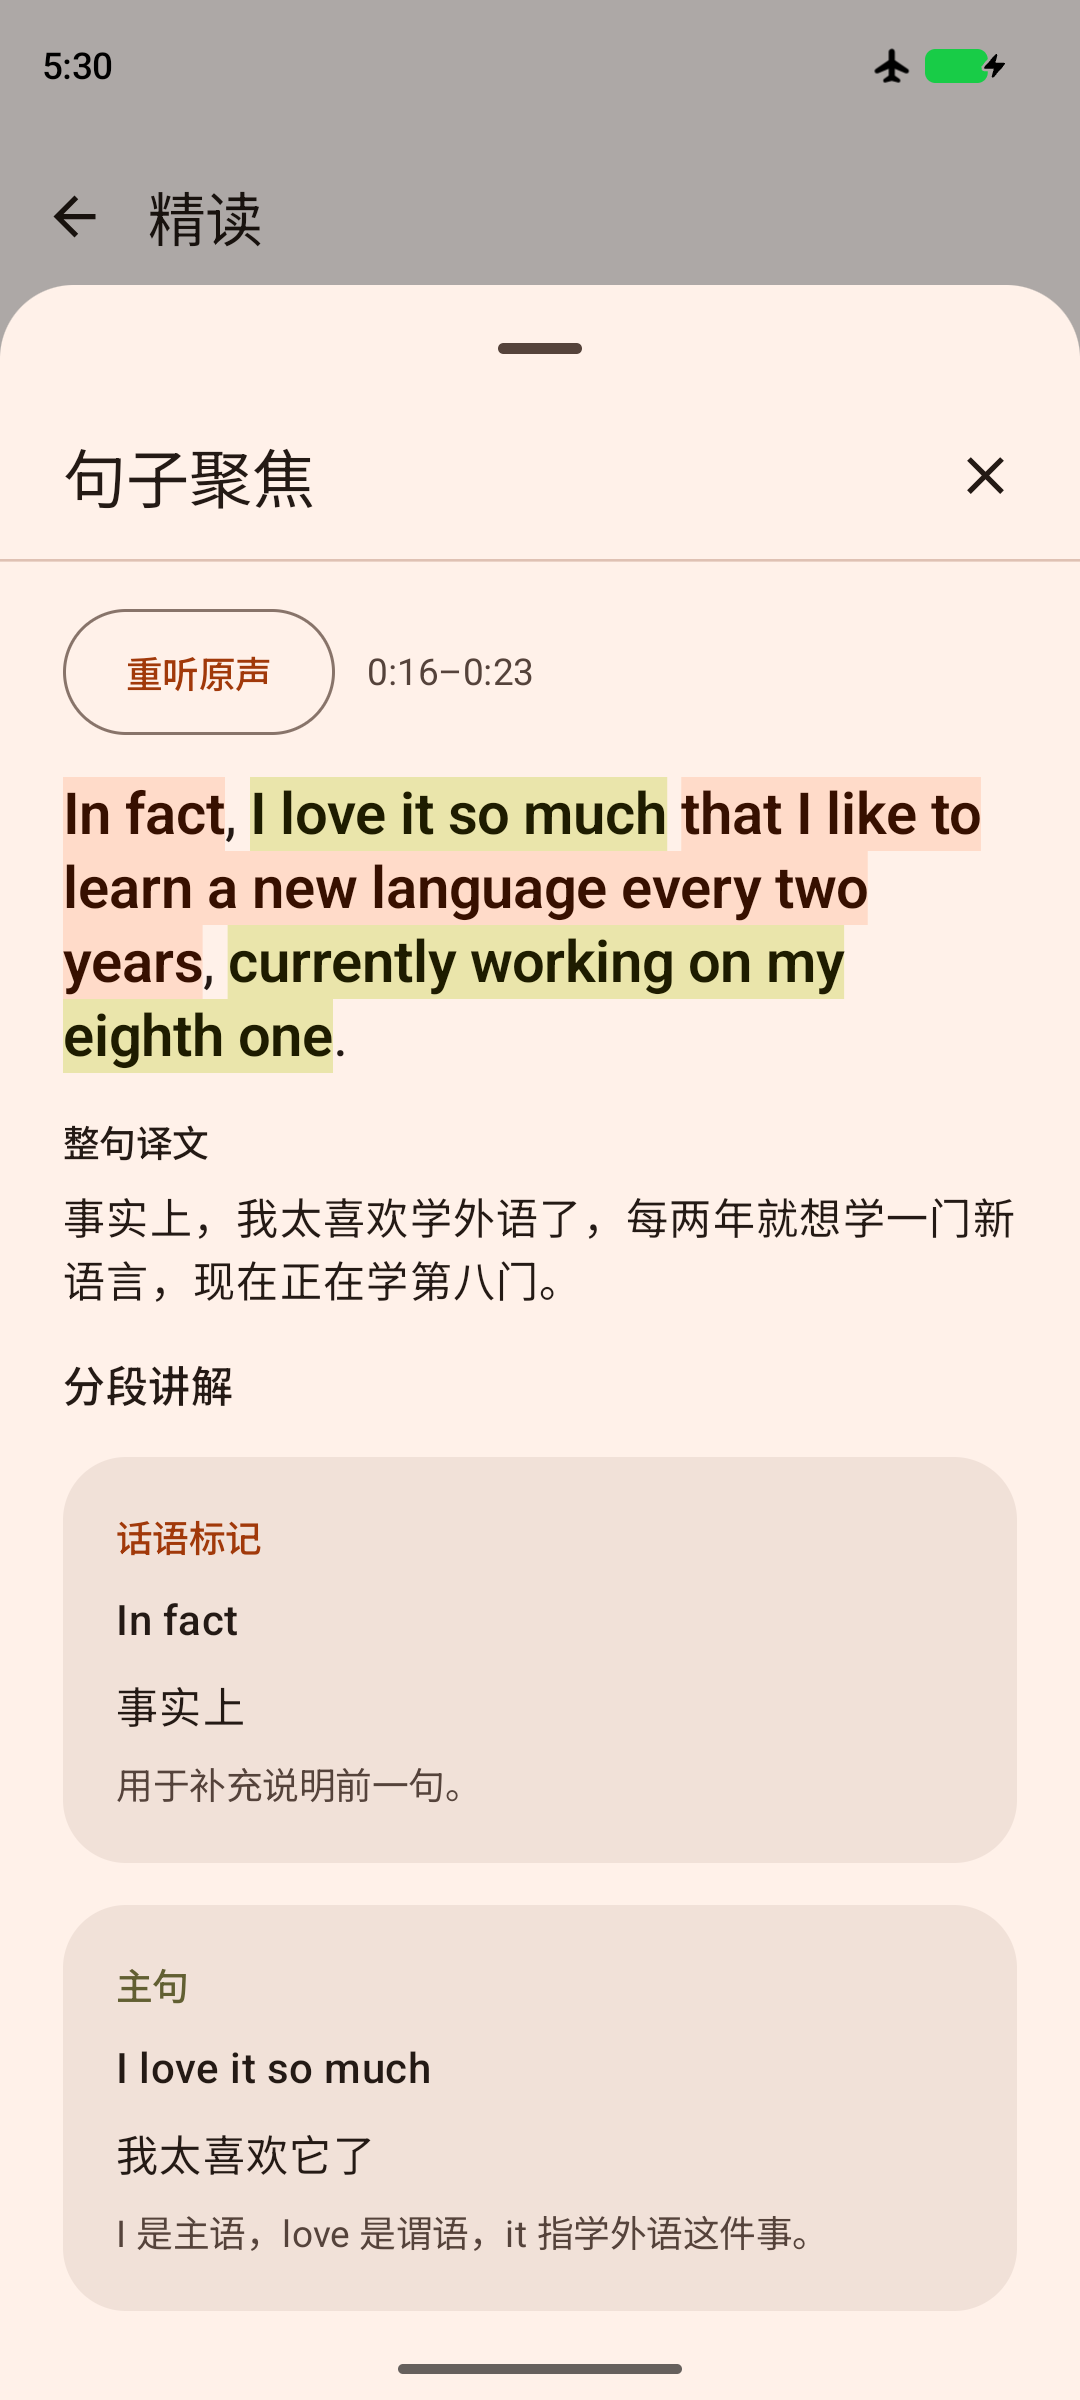 5:30
精读
句子聚焦
重听原声 0:16–0:23
In fact, I love it so much that I like to
learn a new language every two
years, currently working on my
eighth one.
整句译文
事实上，我太喜欢学外语了，每两年就想学一门新
语言，现在正在学第八门。
分段讲解
话语标记
In fact
事实上
用于补充说明前一句。
主句
I love it so much
我太喜欢它了
I 是主语，love 是谓语，it 指学外语这件事。